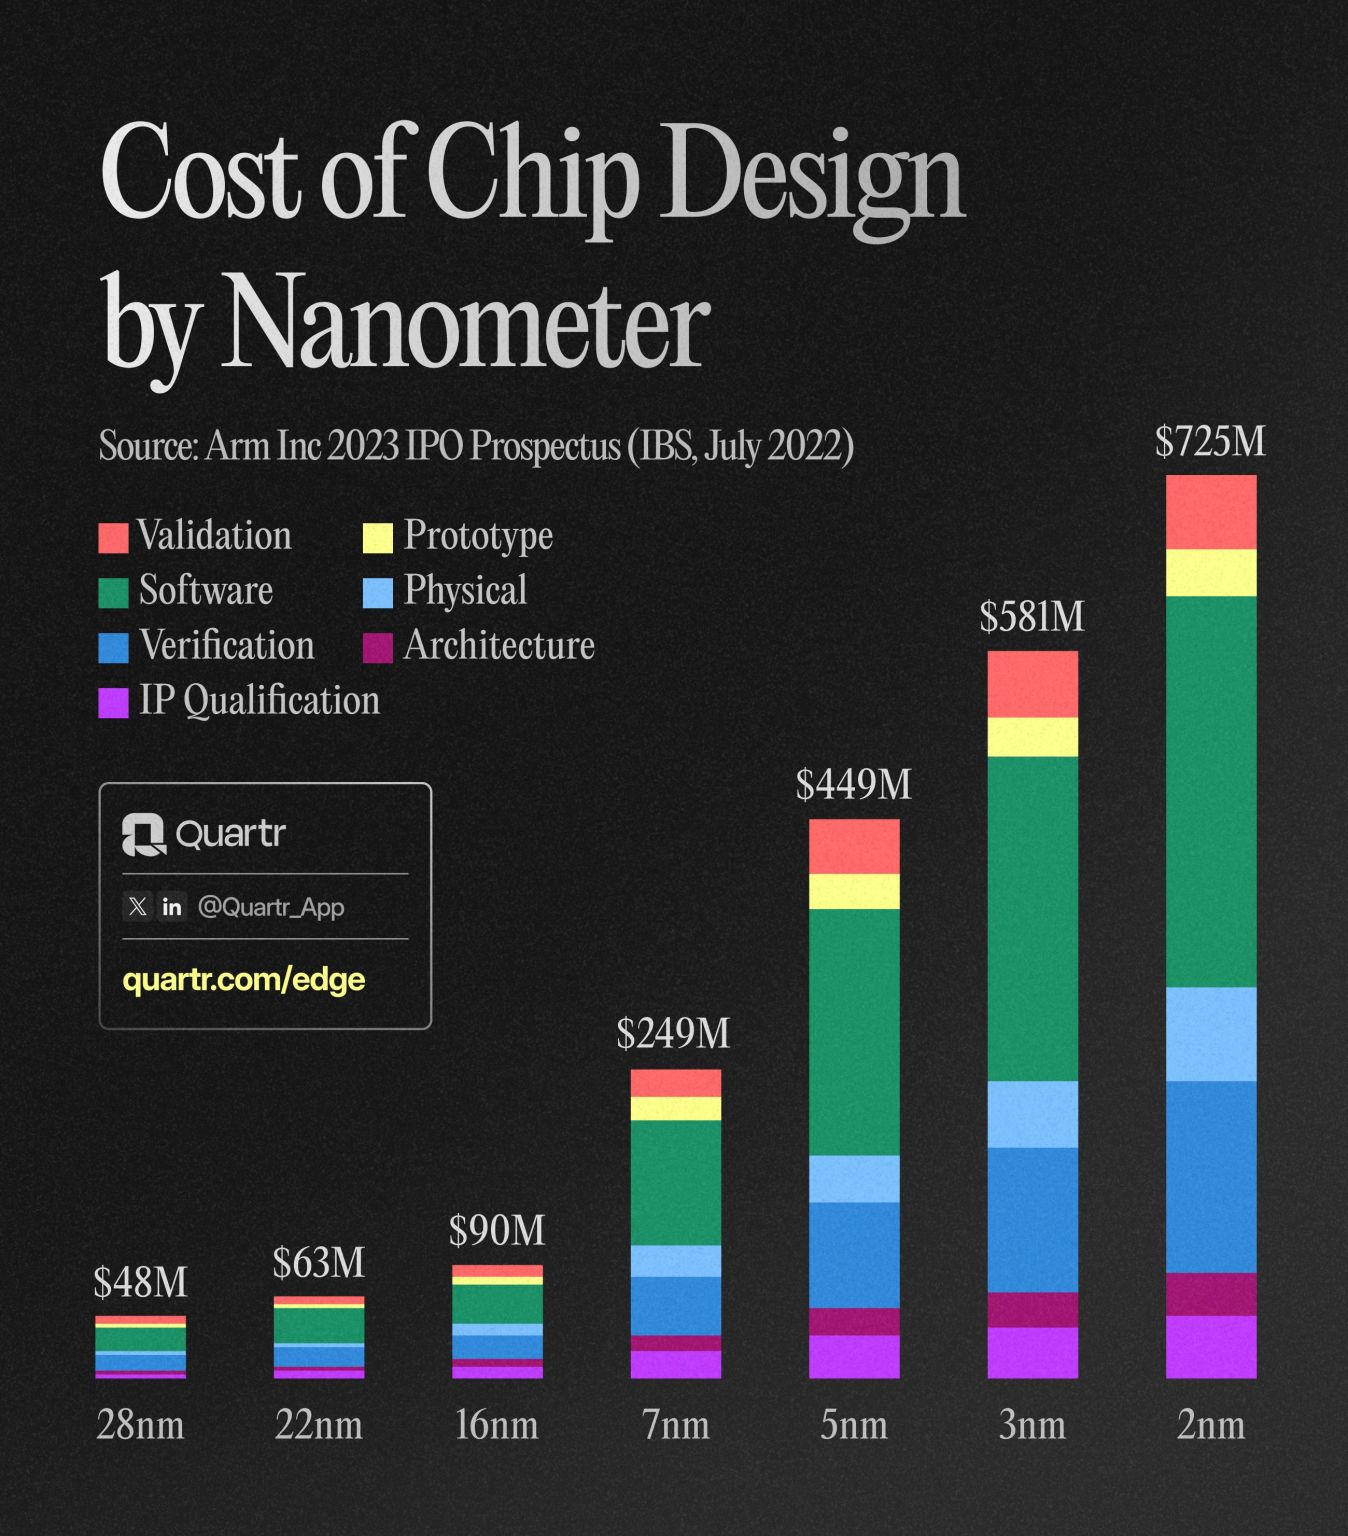 Cost of Chip Design
by Nanometer
Source: Arm Inc 2023 IPO Prospectus (IBS, July 2022)
Validation
Prototype
Software
Physical
Verification
Architecture
IP Qualification
Quartr
@Quartr_App
quartr.com/edge
$48M
$63M
$90M
$249M
$449M
$581M
$725M
28nm
22nm
16nm
7nm
5nm
3nm
2nm